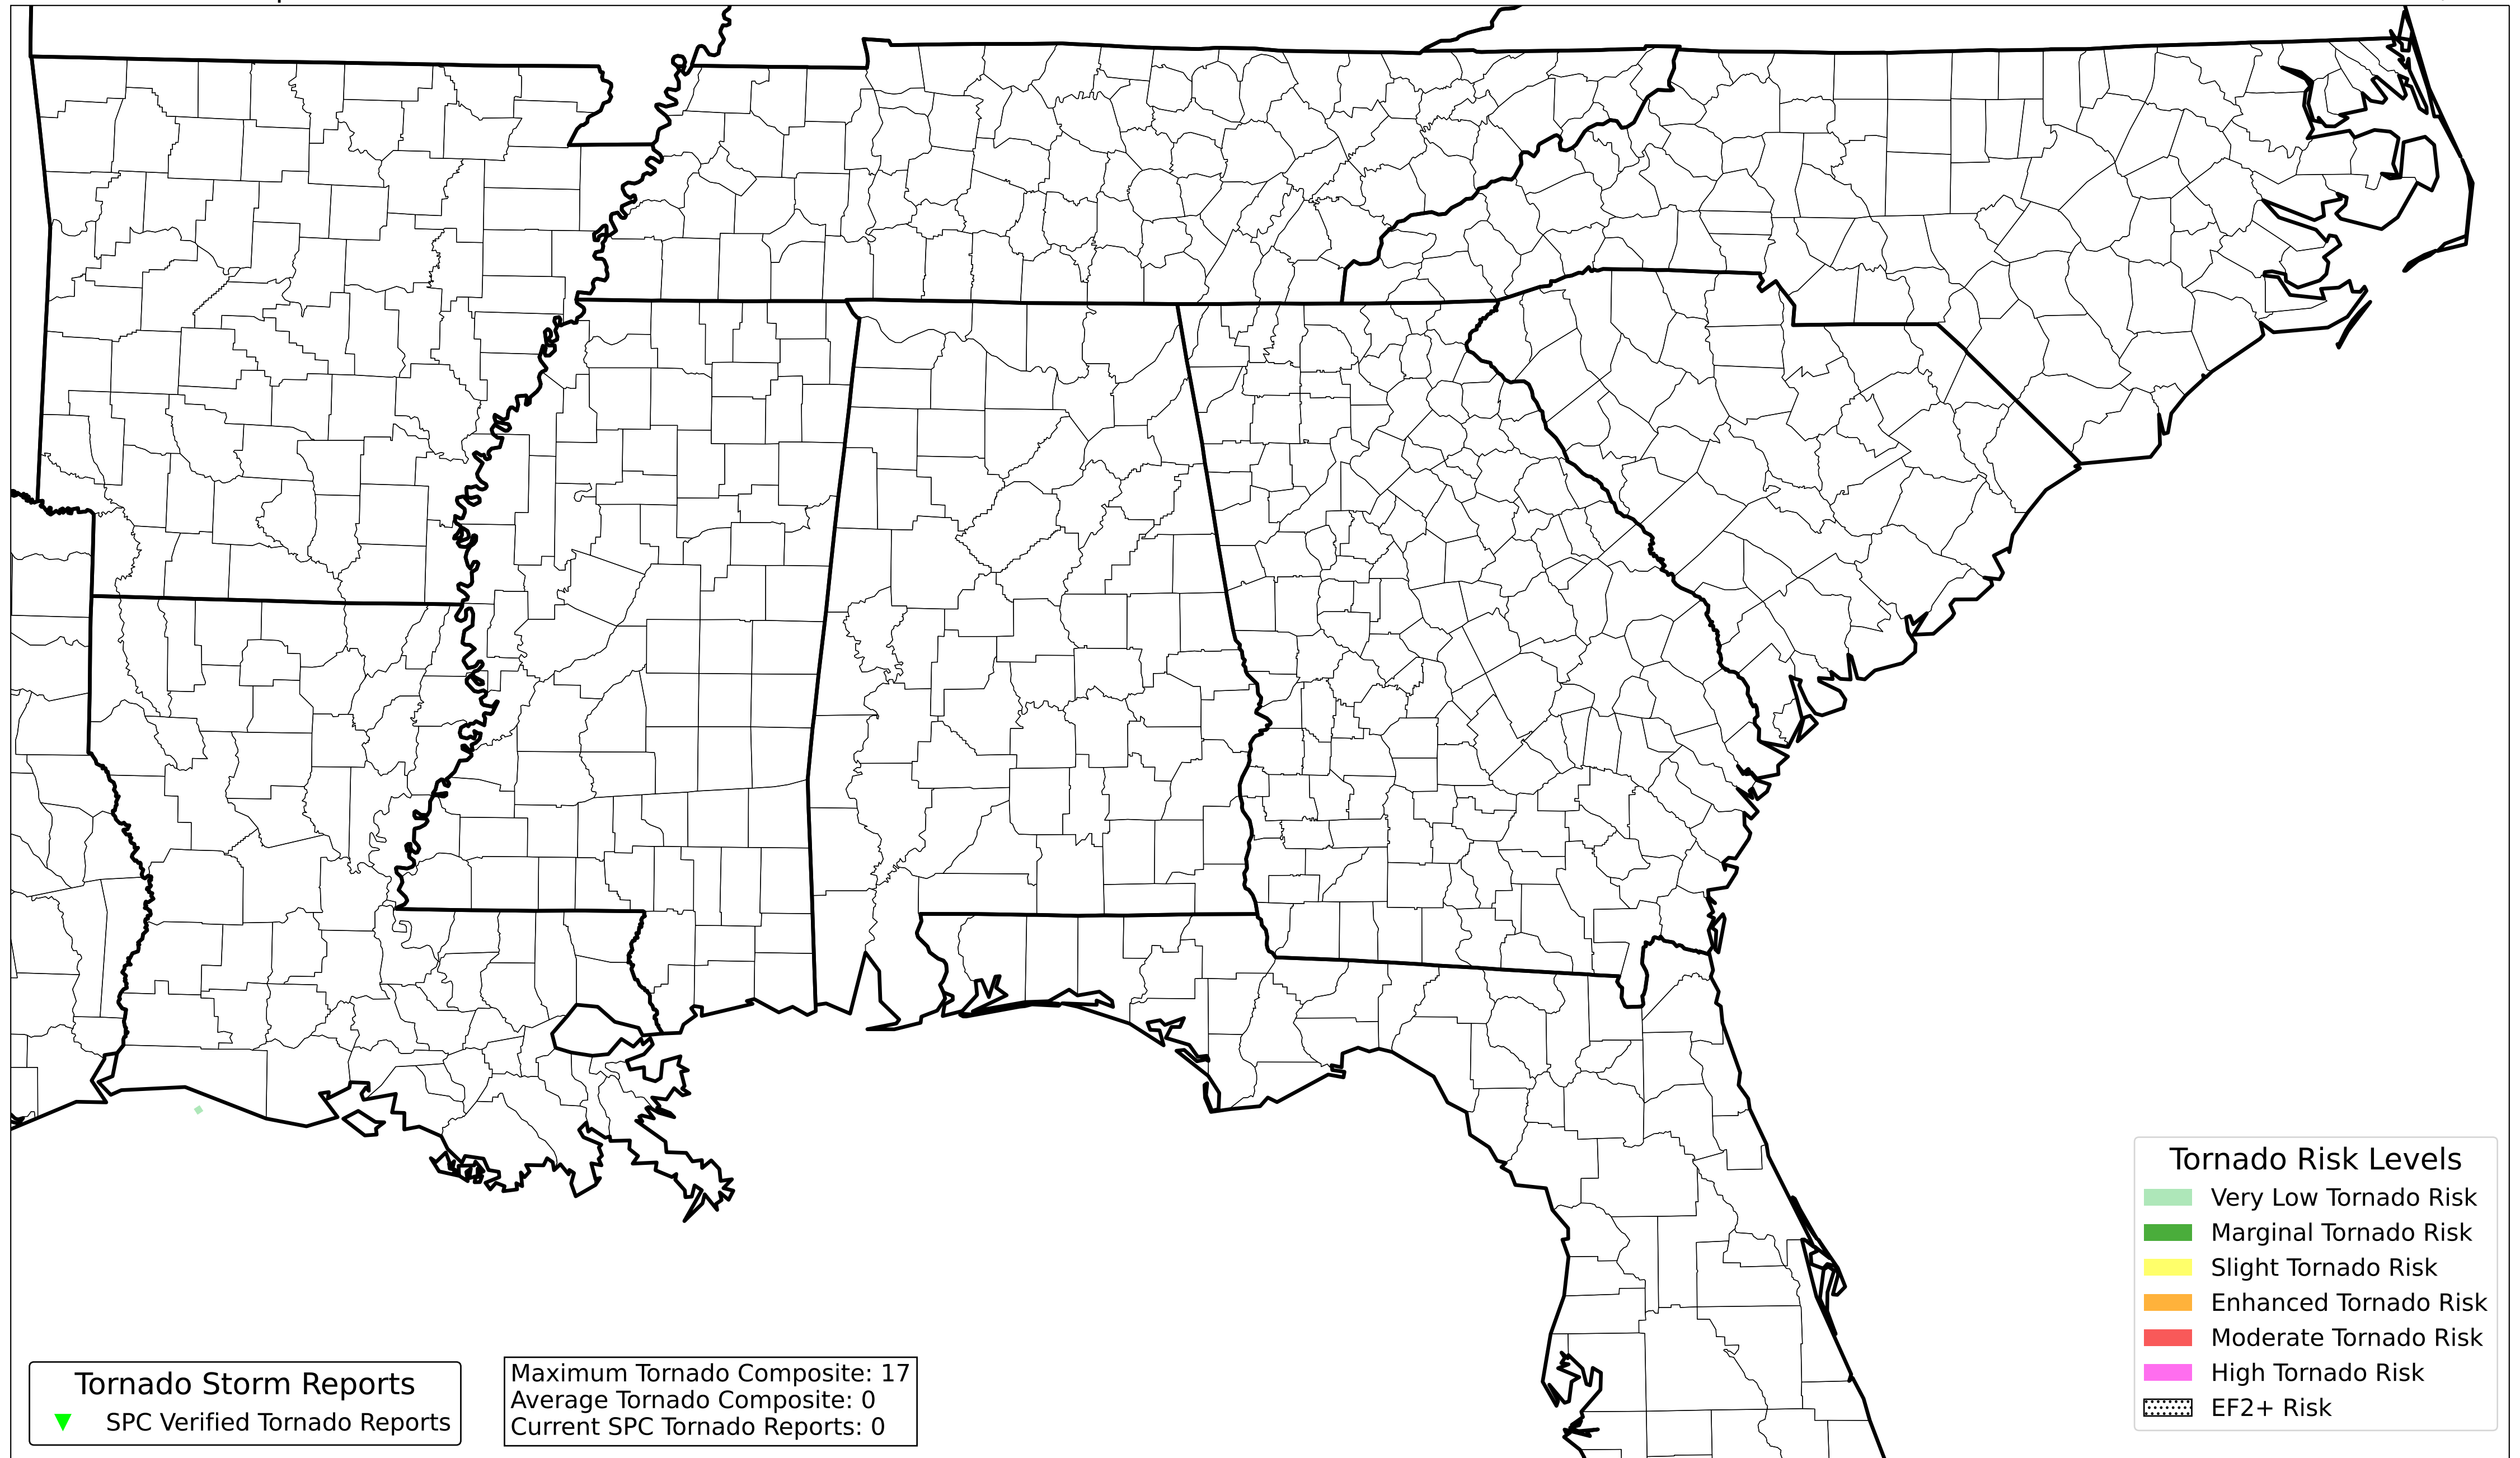 Tornado Risk Levels
Very Low Tornado Risk
Marginal Tornado Risk
Slight Tornado Risk
Enhanced Tornado Risk
Moderate Tornado Risk
High Tornado Risk
EF2+ Risk
Tornado Storm Reports
SPC Verified Tornado Reports
Maximum Tornado Composite: 17
Average Tornado Composite: 0
Current SPC Tornado Reports: 0